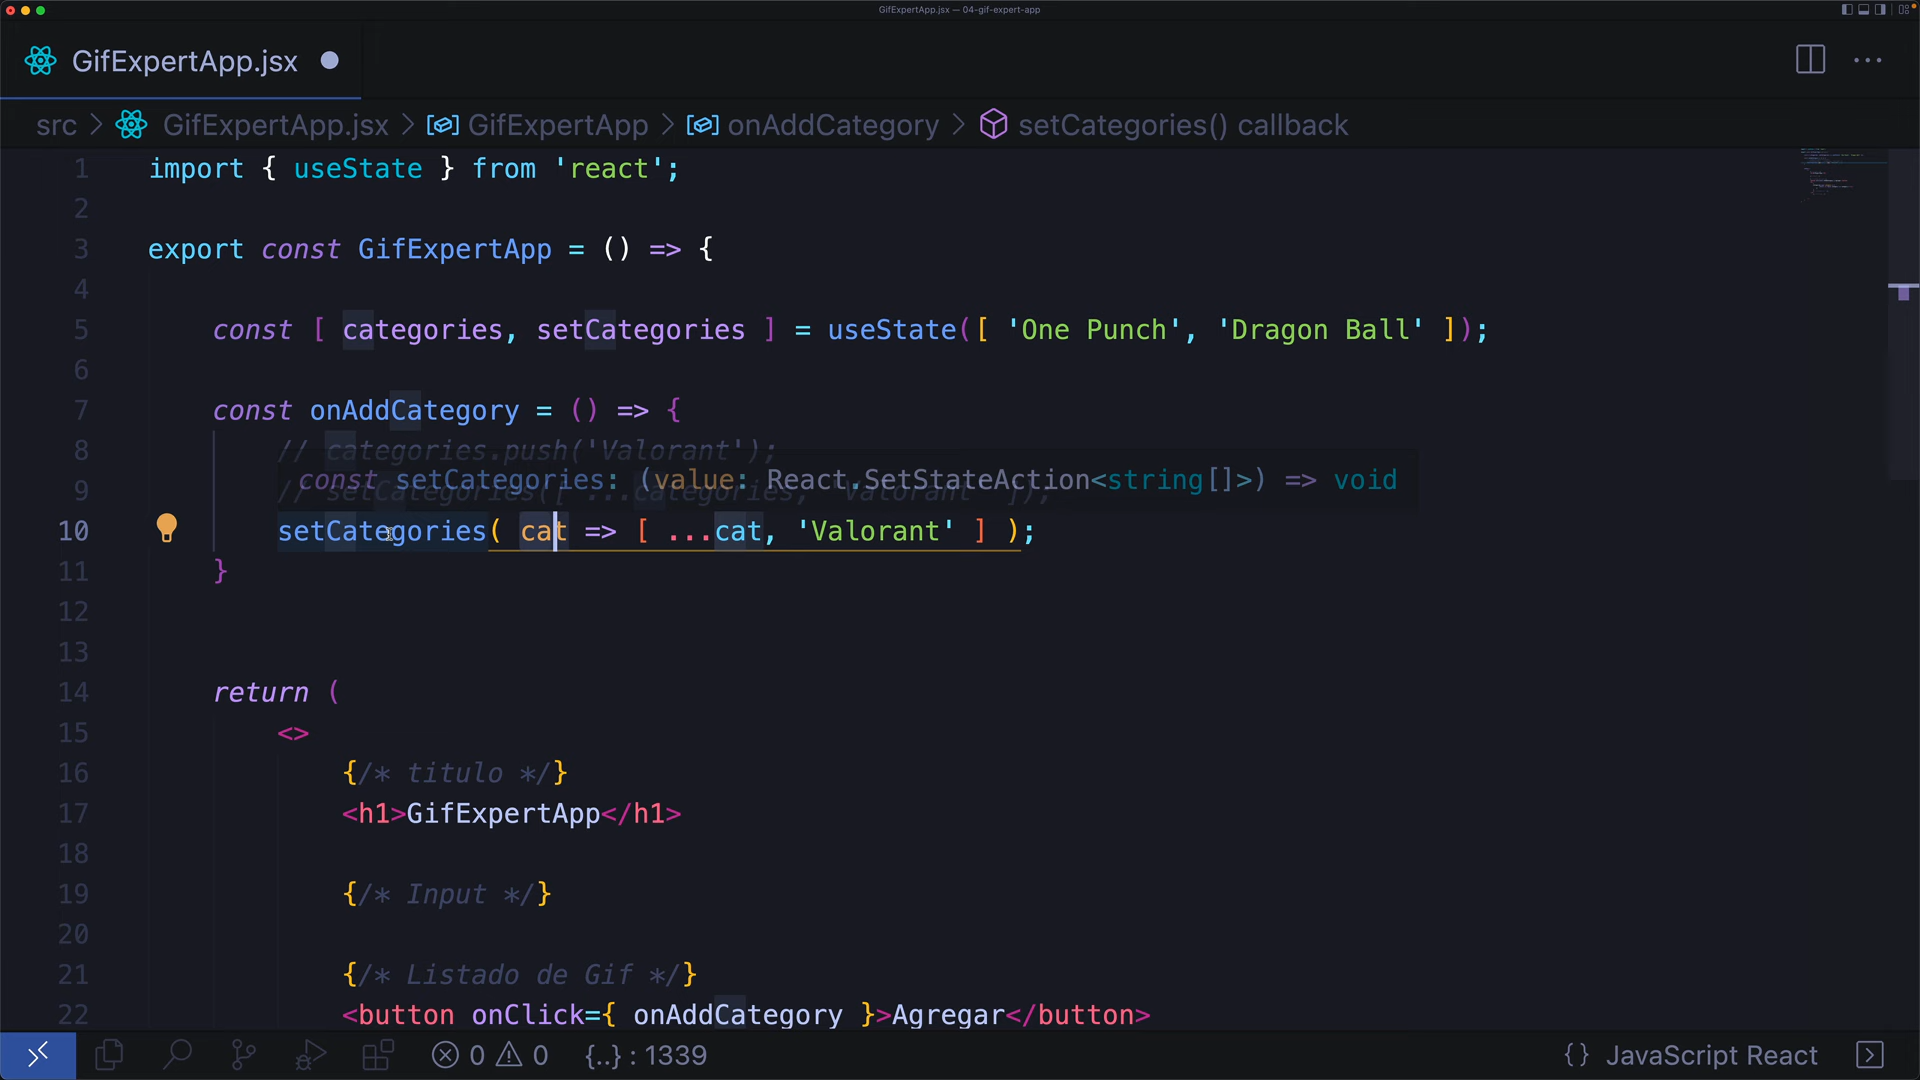 GifExpertApp.jsx — 04-gif-expert-app
GifExpertApp.jsx
src > GifExpertApp.jsx > GifExpertApp > onAddCategory > setCategories() callback
1 import { useState } from 'react';
2
3 export const GifExpertApp = () => {
4
5 const [ categories, setCategories ] = useState([ 'One Punch', 'Dragon Ball' ]);
6
7 const onAddCategory = () => {
8 // categories.push('Valorant');
const setCategories: (value: React.SetStateAction<string[]>) => void
9 // setCategories([ ...categories, 'Valorant' ]);
10 setCategories( cat => [ ...cat, 'Valorant' ] );
11 }
12
13
14 return (
15 <>
16 {/* titulo */}
17 <h1>GifExpertApp</h1>
18
19 {/* Input */}
20
21 {/* Listado de Gif */}
22 <button onClick={ onAddCategory }>Agregar</button>
0 0 {..} : 1339 {} JavaScript React